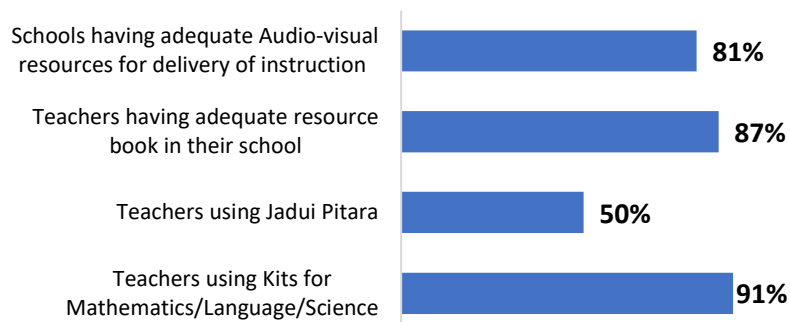 Schools having adequate Audio-visual
resources for delivery of instruction
81%
Teachers having adequate resource
book in their school
87%
Teachers using Jadui Pitara
50%
Teachers using Kits for
Mathematics/Language/Science
91%